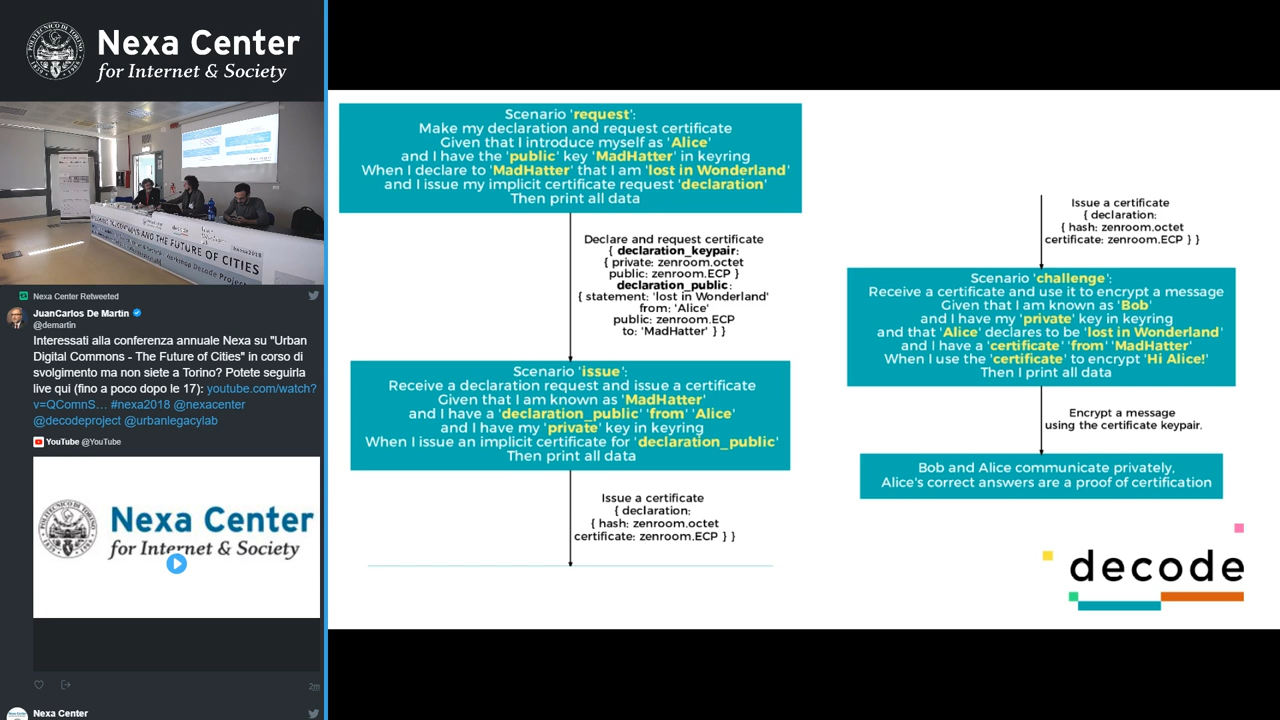 Nexa Center
for Internet & Society
AND THE FUTURE OF CITIES
Nexa Center Retweeted
JuanCarlos De Martin
@demartin
Interessati alla conferenza annuale Nexa su "Urban
Digital Commons - The Future of Cities" in corso di
svolgimento ma non siete a Torino? Potete seguirla
live qui (fino a poco dopo le 17): youtube.com/watch?
v=QComnS… #nexa2018 @nexacenter
@decodeproject @urbanlegacylab
YouTube @YouTube
Nexa Center
for Internet & Society
2m
Nexa Center
Scenario 'request':
Make my declaration and request certificate
Given that I introduce myself as 'Alice'
and I have the 'public' key 'MadHatter' in keyring
When I declare to 'MadHatter' that I am 'lost in Wonderland'
and I issue my implicit certificate request 'declaration'
Then print all data
Declare and request certificate
{ declaration_keypair:
{ private: zenroom.octet
public: zenroom.ECP }
declaration_public:
{ statement: 'lost in Wonderland'
from: 'Alice'
public: zenroom.ECP
to: 'MadHatter' } }
Scenario 'issue':
Receive a declaration request and issue a certificate
Given that I am known as 'MadHatter'
and I have a 'declaration_public' 'from' 'Alice'
and I have my 'private' key in keyring
When I issue an implicit certificate for 'declaration_public'
Then print all data
Issue a certificate
{ declaration:
{ hash: zenroom.octet
certificate: zenroom.ECP } }
Issue a certificate
{ declaration:
{ hash: zenroom.octet
certificate: zenroom.ECP } }
Scenario 'challenge':
Receive a certificate and use it to encrypt a message
Given that I am known as 'Bob'
and I have my 'private' key in keyring
and that 'Alice' declares to be 'lost in Wonderland'
and I have a 'certificate' 'from' 'MadHatter'
When I use the 'certificate' to encrypt 'Hi Alice!'
Then I print all data
Encrypt a message
using the certificate keypair.
Bob and Alice communicate privately,
Alice's correct answers are a proof of certification
decode